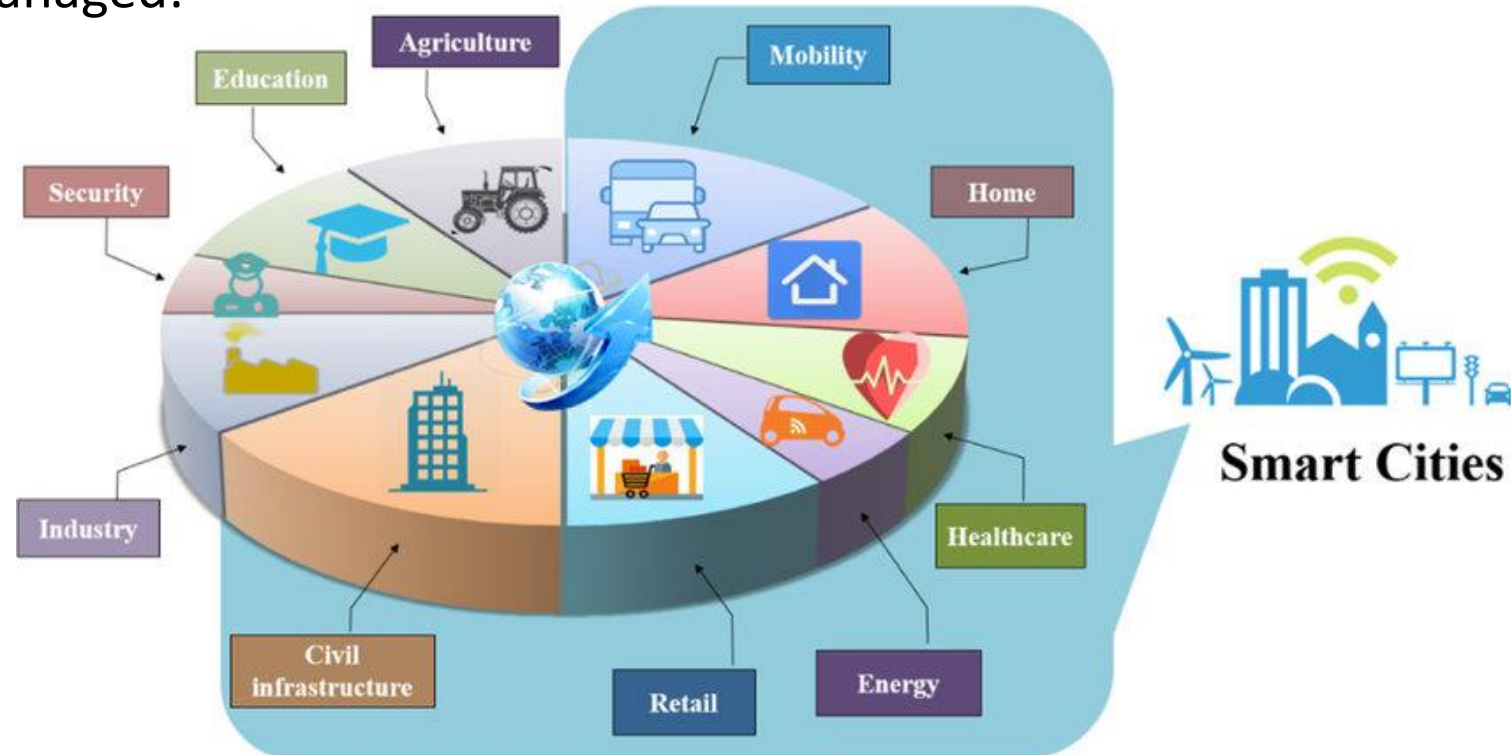 Agriculture
Mobility
Education
Security
Home
Smart Cities
Industry
Healthcare
Civil
infrastructure
Retail
Energy